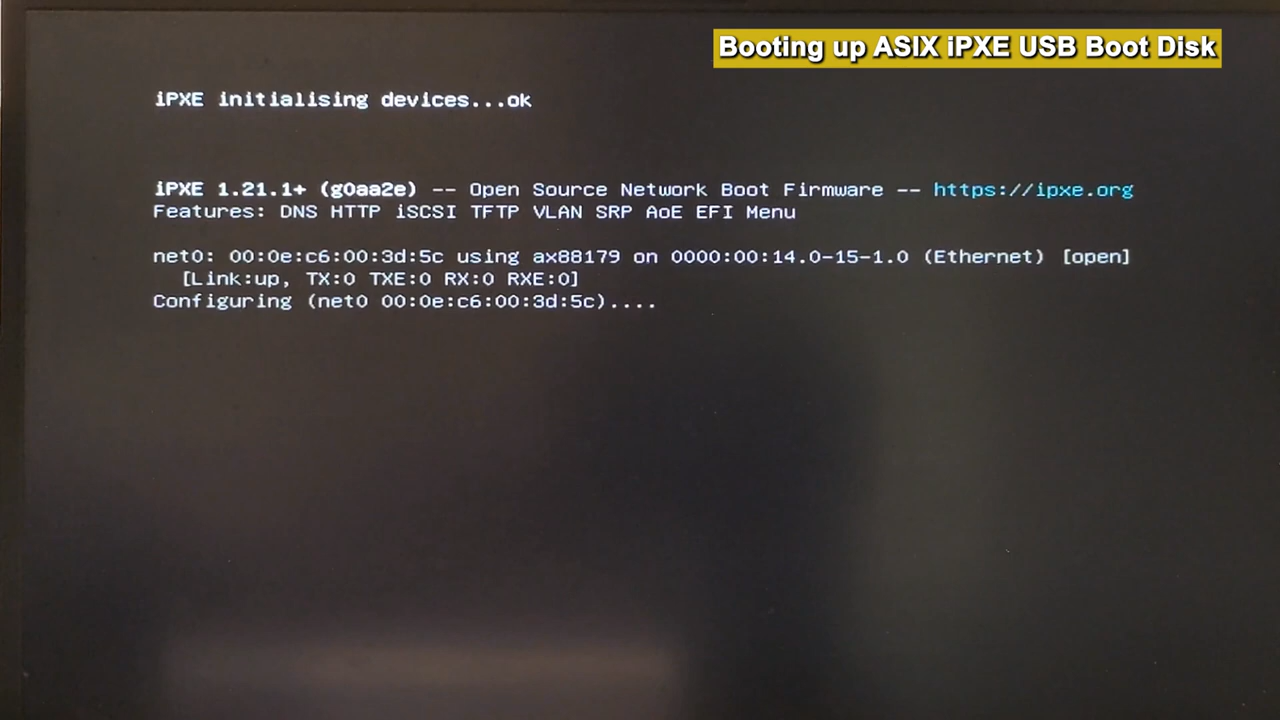 Booting up ASIX iPXE USB Boot Disk
iPXE initialising devices...ok
iPXE 1.21.1+ (g0aa2e) -- Open Source Network Boot Firmware -- https://ipxe.org
Features: DNS HTTP iSCSI TFTP VLAN SRP AoE EFI Menu
net0: 00:0e:c6:00:3d:5c using ax88179 on 0000:00:14.0-15-1.0 (Ethernet) [open]
[Link:up, TX:0 TXE:0 RX:0 RXE:0]
Configuring (net0 00:0e:c6:00:3d:5c)....